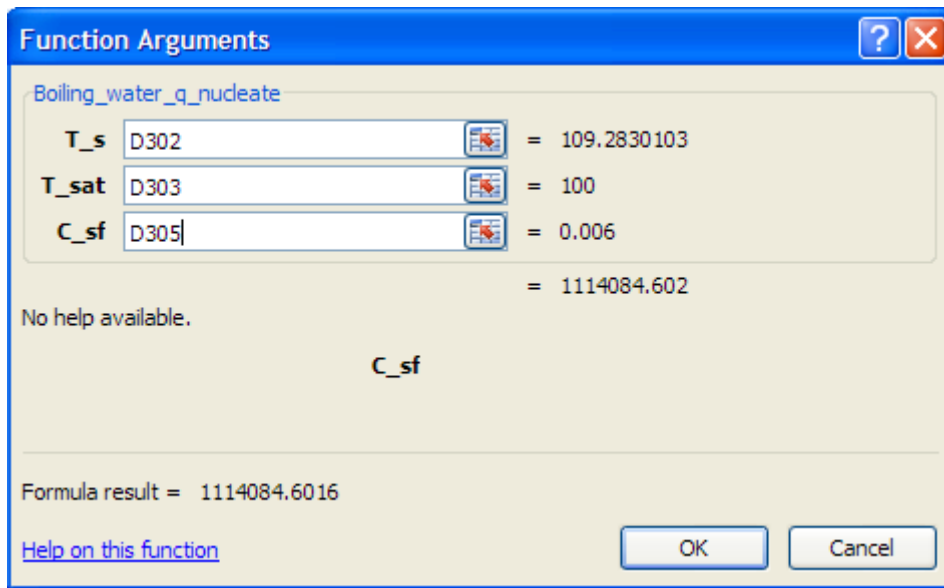 Function Arguments
Boiling_water_q_nucleate
T_s D302 = 109.2830103
T_sat D303 = 100
C_sf D305 = 0.006
= 1114084.602
No help available.
C_sf
Formula result = 1114084.6016
Help on this function OK Cancel